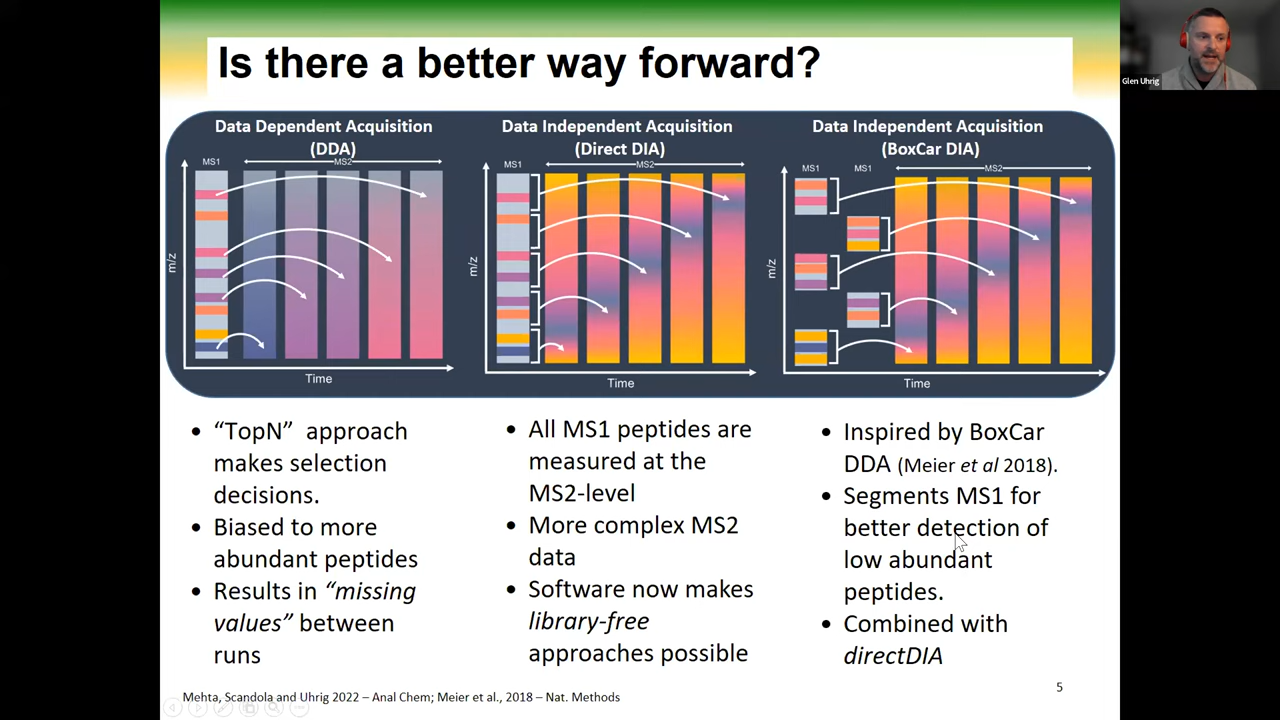 Is there a better way forward?
Glen Uhrig
Data Dependent Acquisition
(DDA)
MS1
MS2
m/z
Time
Data Independent Acquisition
(Direct DIA)
MS1
MS2
m/z
Time
Data Independent Acquisition
(BoxCar DIA)
MS1
MS1
MS2
m/z
Time
• “TopN” approach
makes selection
decisions.
• Biased to more
abundant peptides
• Results in “missing
values” between
runs
• All MS1 peptides are
measured at the
MS2-level
• More complex MS2
data
• Software now makes
library-free
approaches possible
• Inspired by BoxCar
DDA (Meier et al 2018).
• Segments MS1 for
better detection of
low abundant
peptides.
• Combined with
directDIA
Mehta, Scandola and Uhrig 2022 – Anal Chem; Meier et al., 2018 – Nat. Methods
5